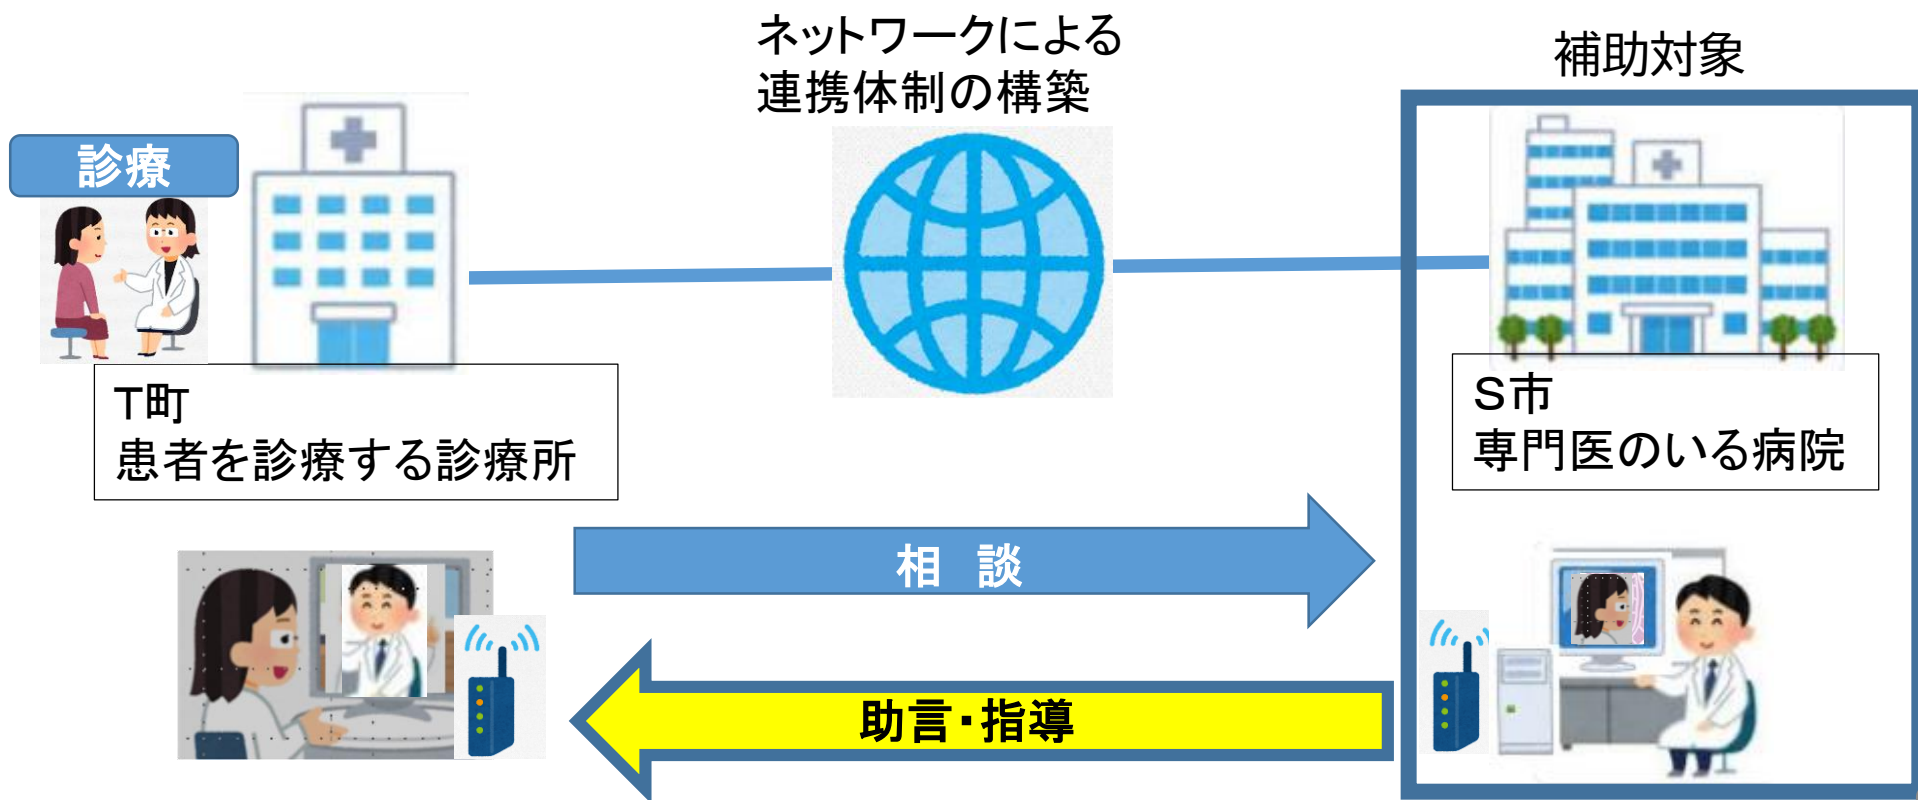 ネットワークによる
連携体制の構築
補助対象
診療
T町
患者を診療する診療所
S市
専門医のいる病院
相　談
助言・指導